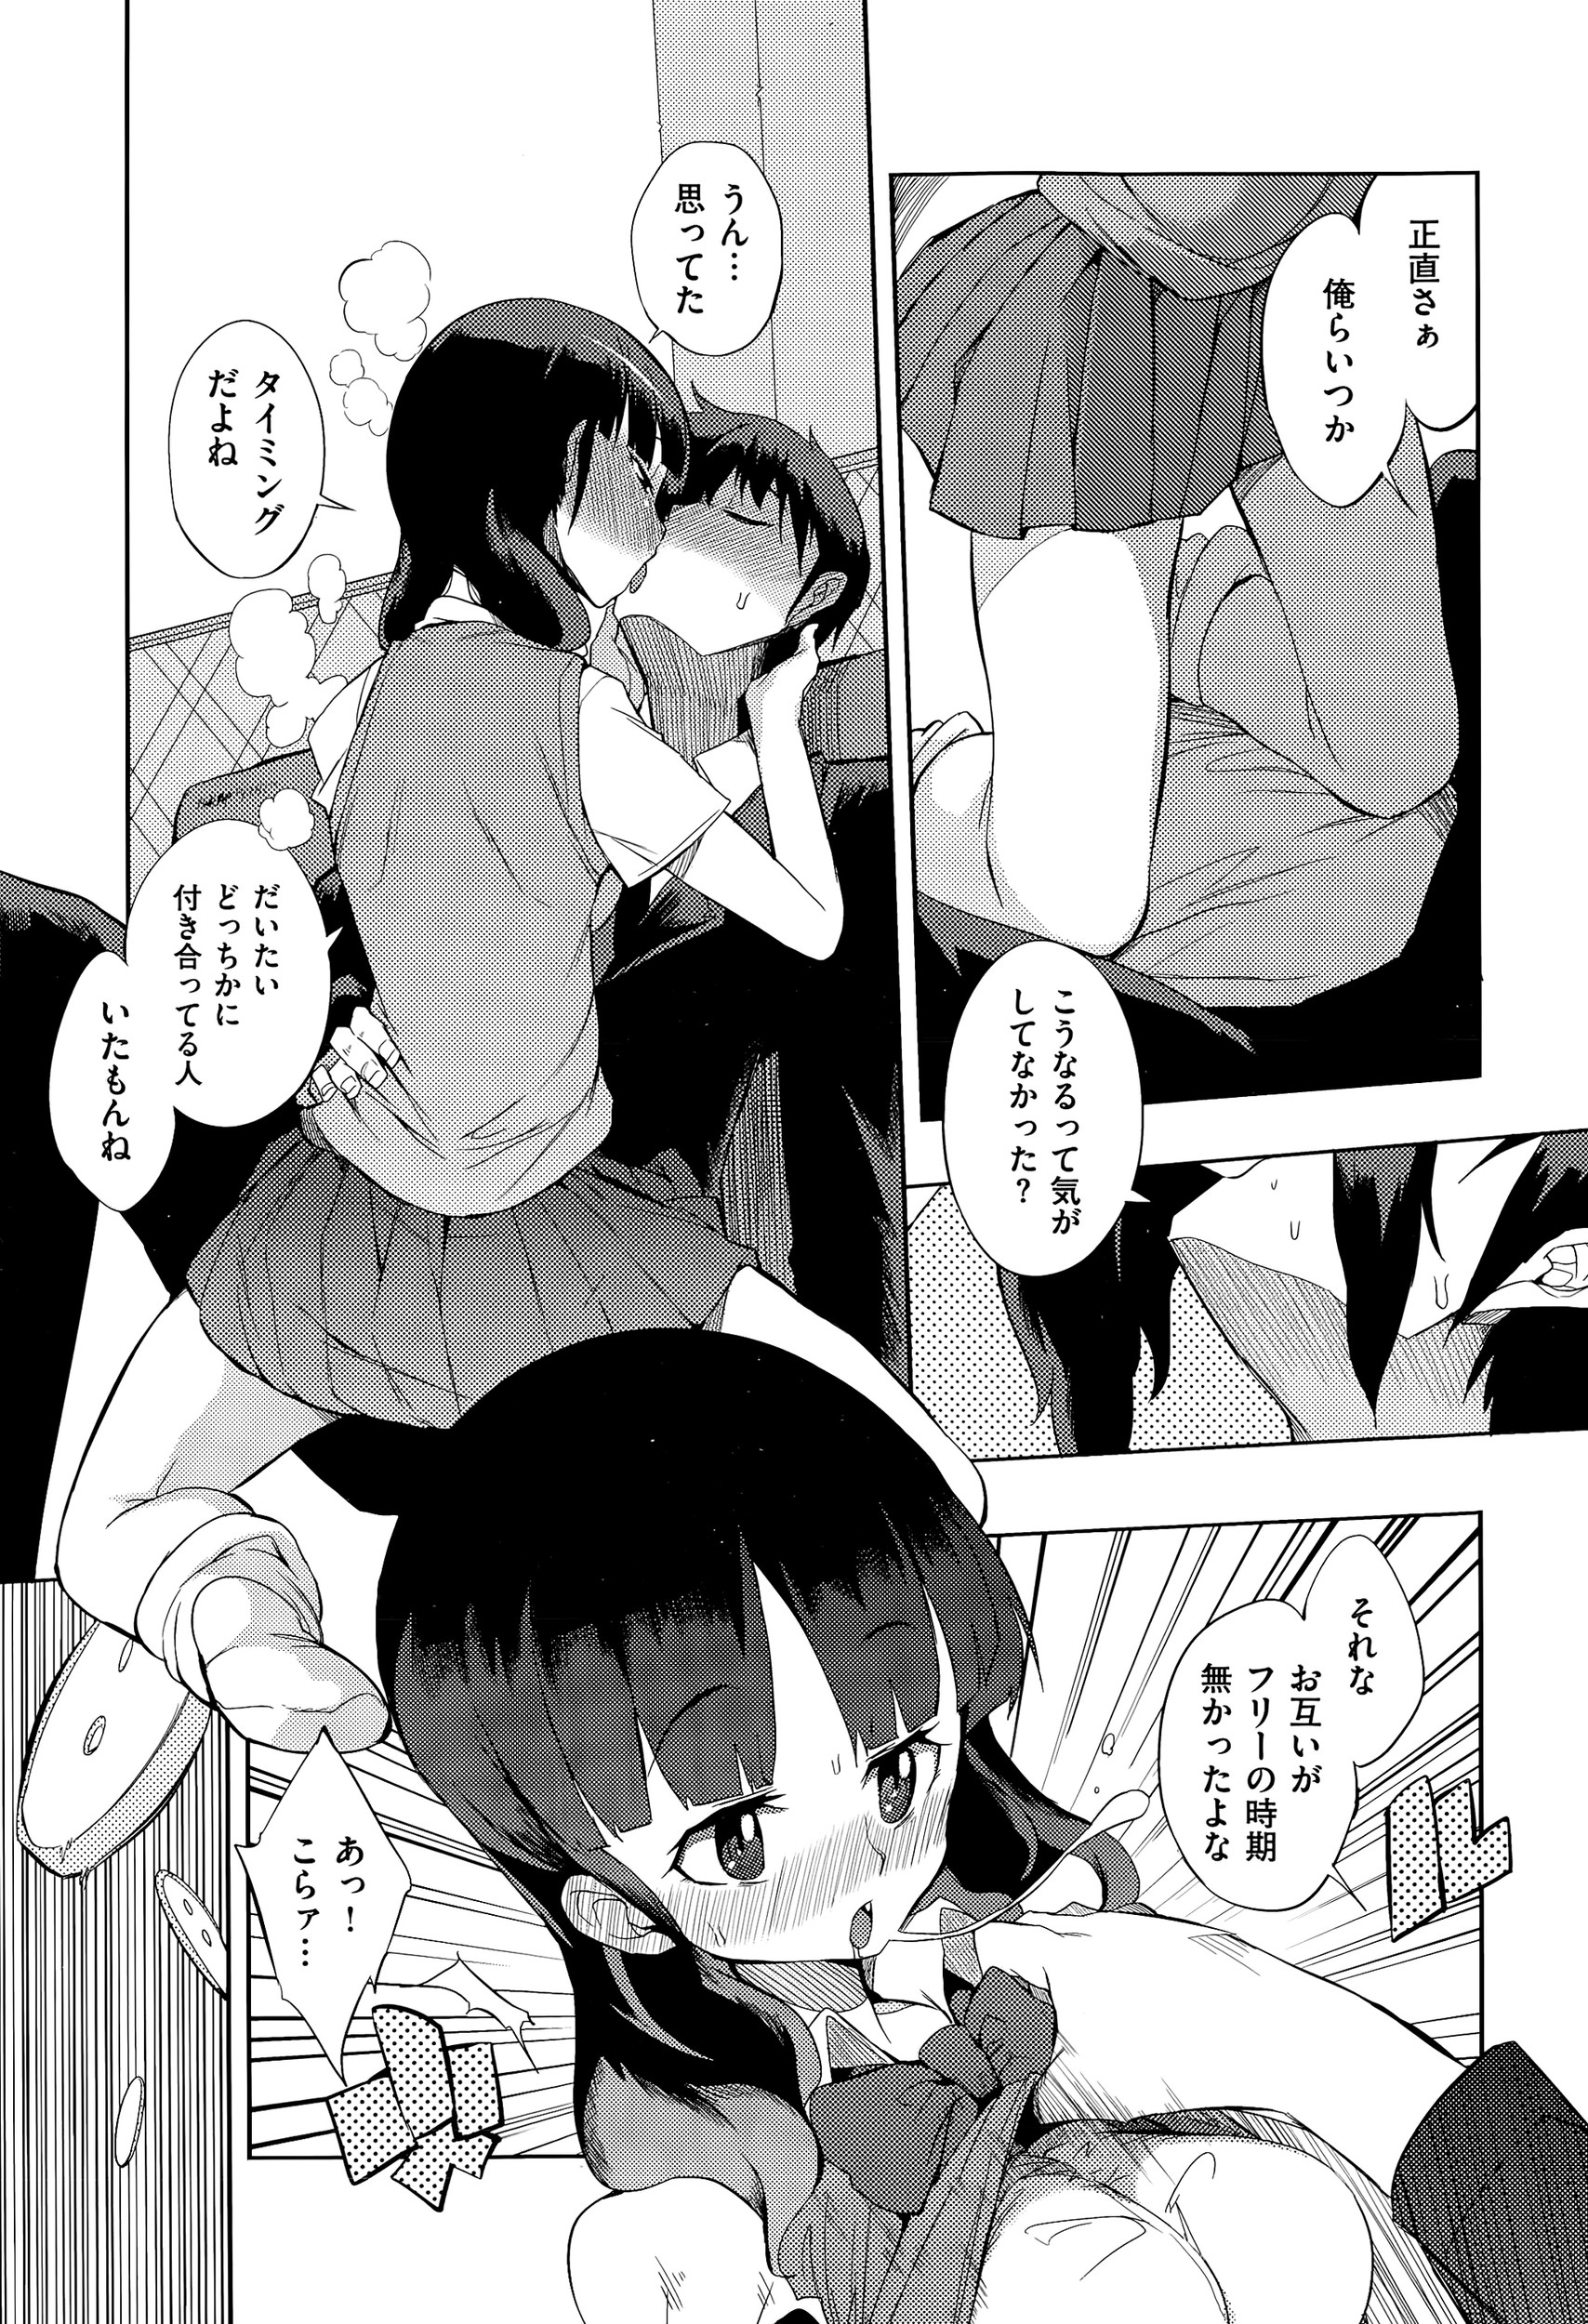 正直さぁ
俺らいつか
こうなるって気が
してなかった？
うん…
思ってた
タイミング
だよね
だいたい
どっちかに
付き合ってる人
いたもんね
それな
お互いが
フリーの時期
無かったよな
あっ！
こらァ…